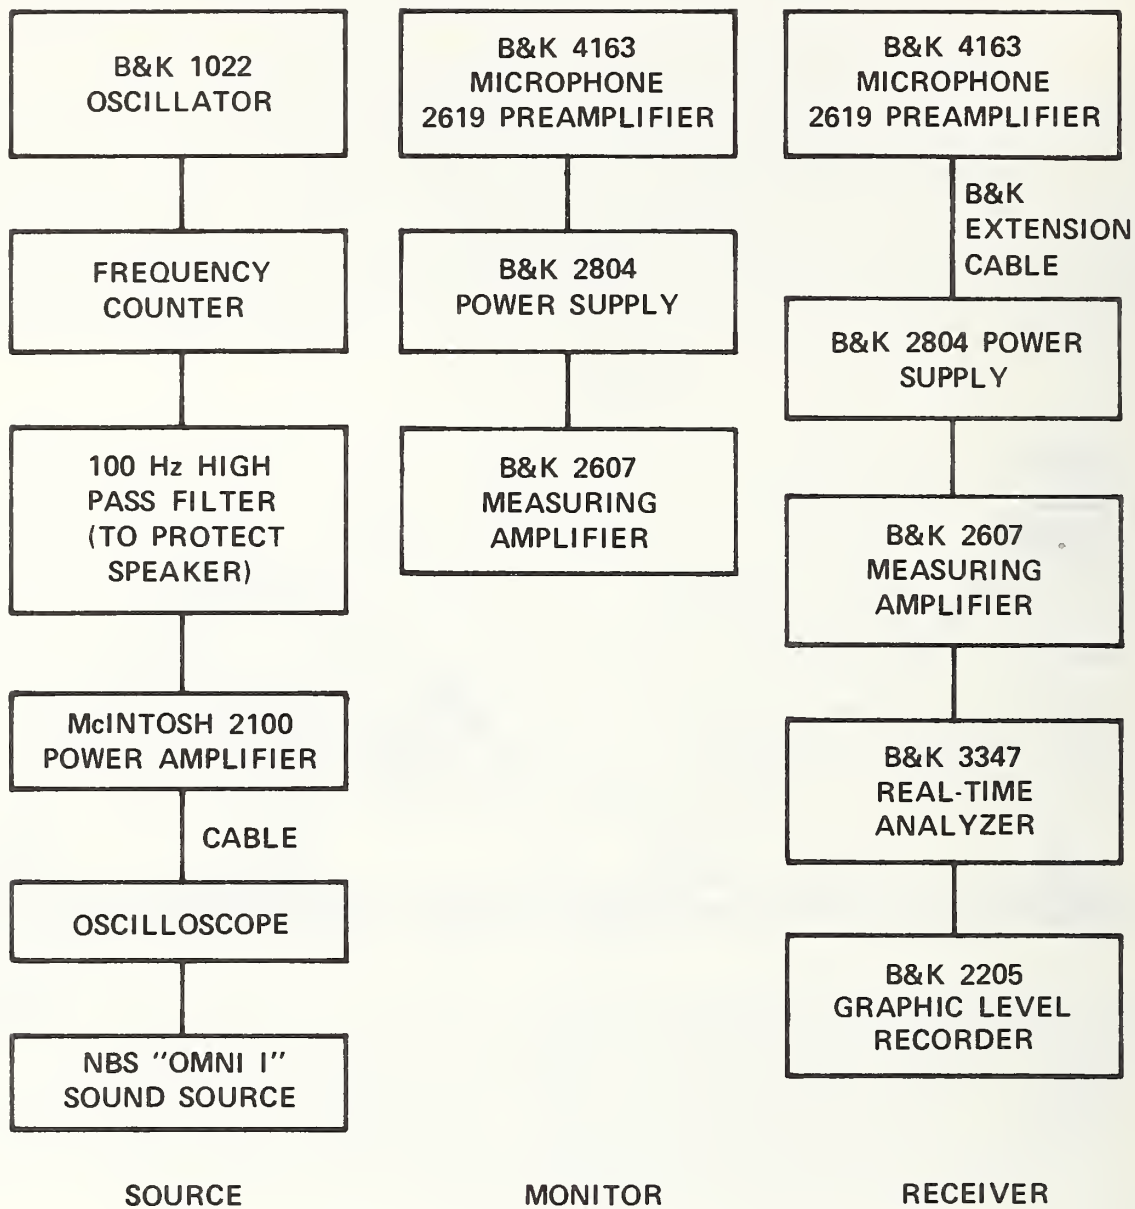 B&K 1022
OSCILLATOR
FREQUENCY
COUNTER
100 Hz HIGH
PASS FILTER
(TO PROTECT
SPEAKER)
McINTOSH 2100
POWER AMPLIFIER
CABLE
OSCILLOSCOPE
NBS "OMNI I"
SOUND SOURCE
SOURCE
B&K 4163
MICROPHONE
2619 PREAMPLIFIER
B&K 2804
POWER SUPPLY
B&K 2607
MEASURING
AMPLIFIER
MONITOR
B&K 4163
MICROPHONE
2619 PREAMPLIFIER
B&K
EXTENSION
CABLE
B&K 2804 POWER
SUPPLY
B&K 2607
MEASURING
AMPLIFIER
B&K 3347
REAL-TIME
ANALYZER
B&K 2205
GRAPHIC LEVEL
RECORDER
RECEIVER